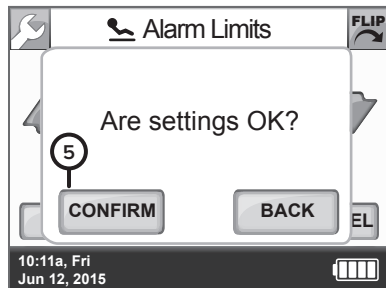 Alarm Limits
FLIP
Are settings OK?
5
CONFIRM
BACK
EL
10:11a, Fri
Jun 12, 2015